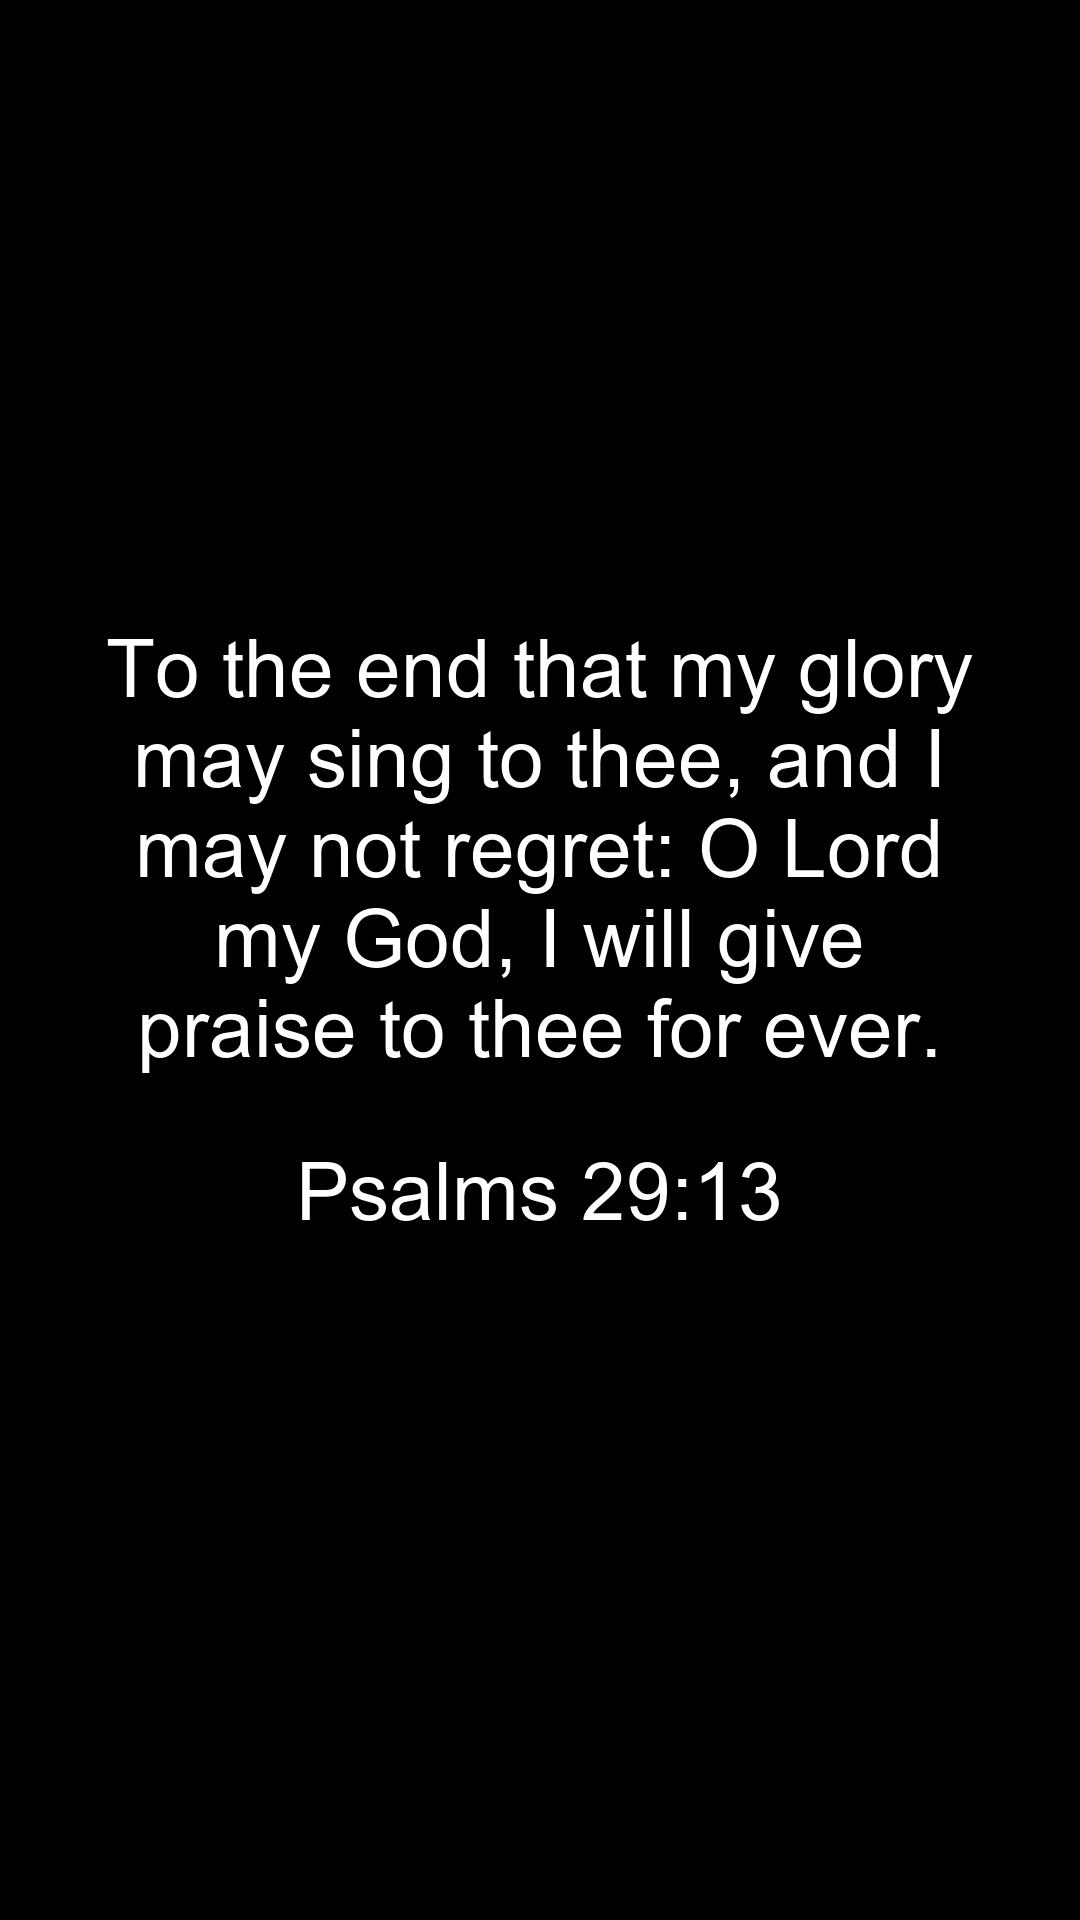 To the end that my glory
may sing to thee, and I
may not regret: O Lord
my God, I will give
praise to thee for ever.
Psalms 29:13